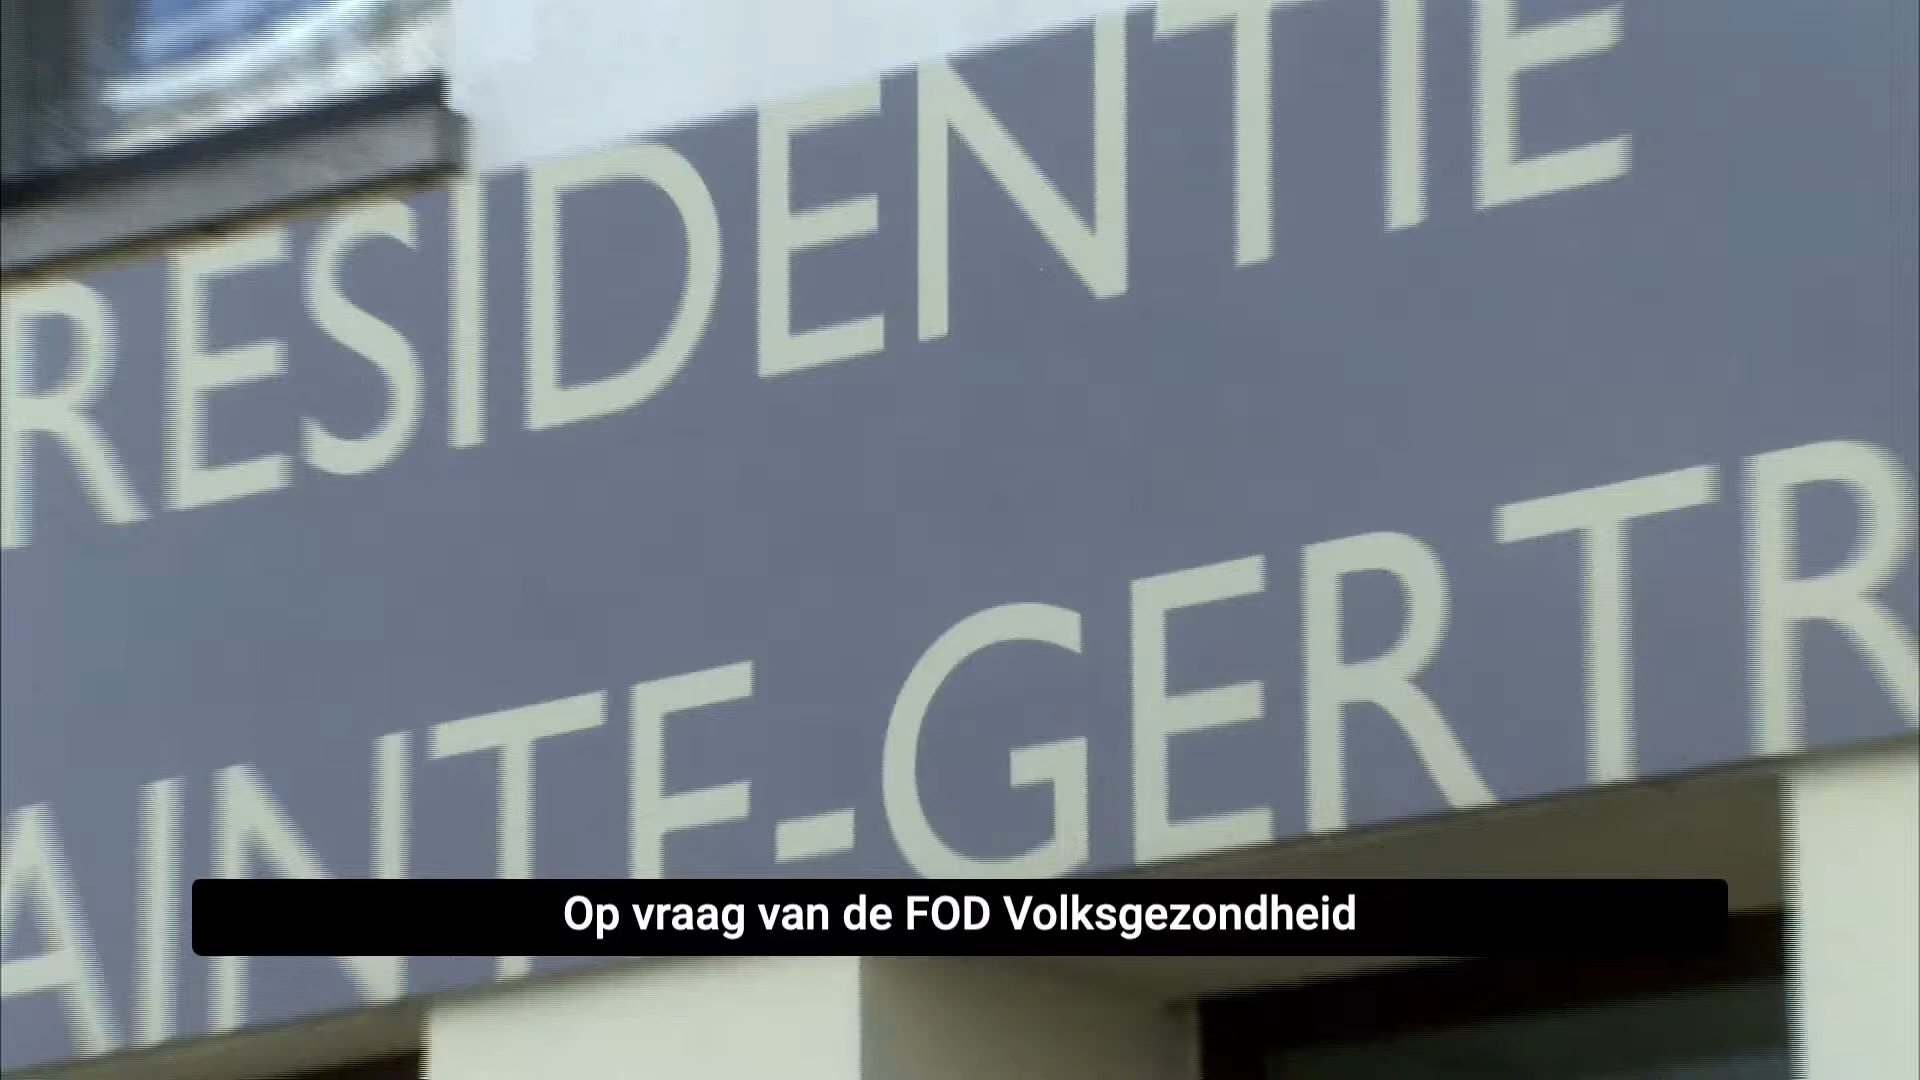 RESIDENTIE
AINTE-GERTR
Op vraag van de FOD Volksgezondheid